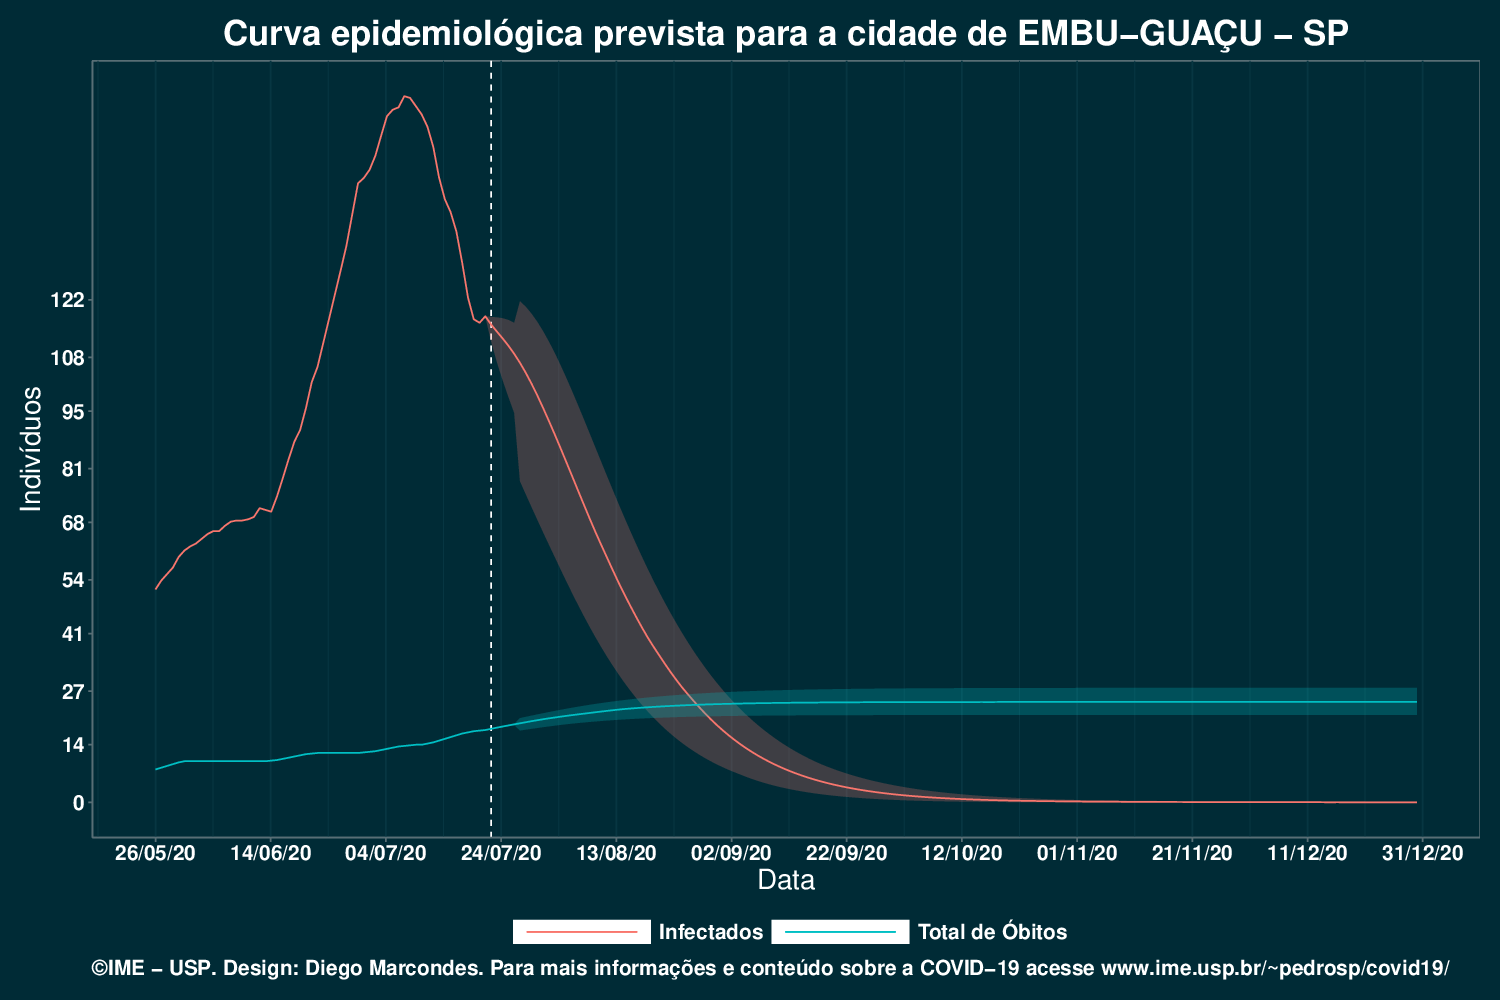 Curva epidemiológica prevista para a cidade de EMBU−GUAÇU − SP
Indivíduos
122
108
95
81
68
54
41
27
14
0
26/05/20 14/06/20 04/07/20 24/07/20 13/08/20 02/09/20 22/09/20 12/10/20 01/11/20 21/11/20 11/12/20 31/12/20
Data
Infectados Total de Óbitos
©IME − USP. Design: Diego Marcondes. Para mais informações e conteúdo sobre a COVID−19 acesse www.ime.usp.br/~pedrosp/covid19/